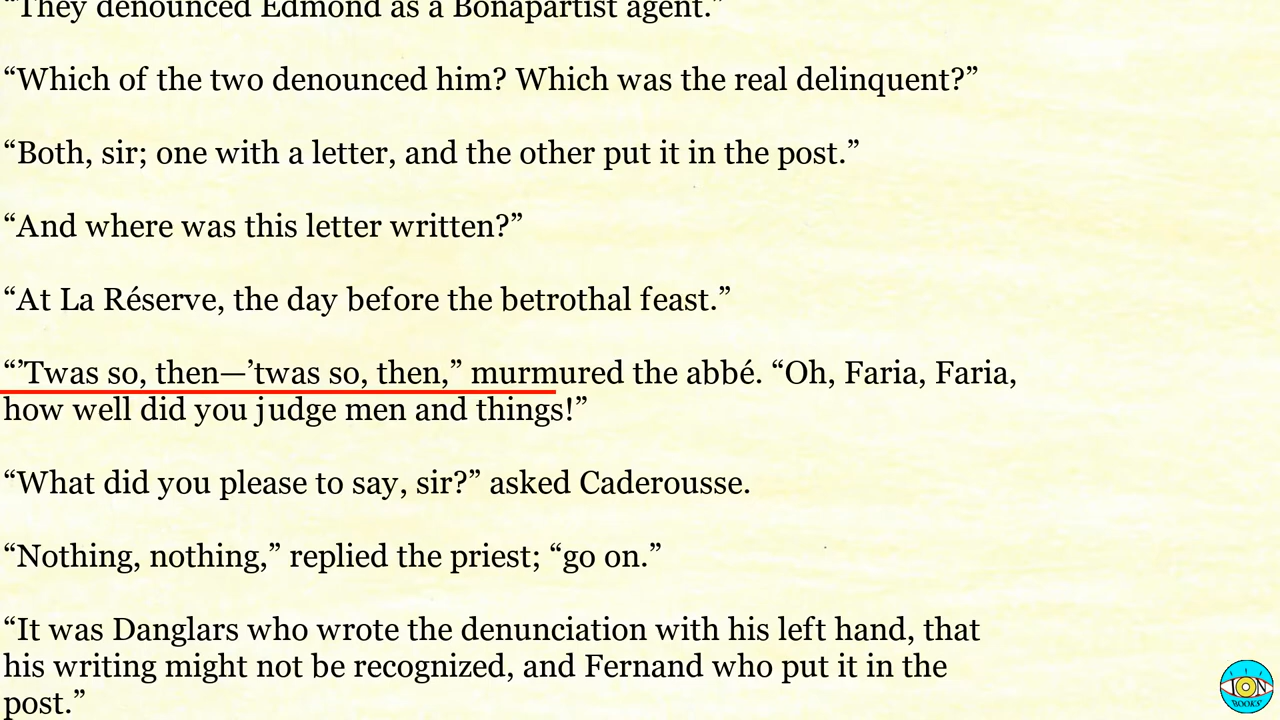 “They denounced Edmond as a Bonapartist agent.”
“Which of the two denounced him? Which was the real delinquent?”
“Both, sir; one with a letter, and the other put it in the post.”
“And where was this letter written?”
“At La Réserve, the day before the betrothal feast.”
“’Twas so, then—’twas so, then,” murmured the abbé. “Oh, Faria, Faria,
how well did you judge men and things!”
“What did you please to say, sir?” asked Caderousse.
“Nothing, nothing,” replied the priest; “go on.”
“It was Danglars who wrote the denunciation with his left hand, that
his writing might not be recognized, and Fernand who put it in the
post.”
ION
BOOKS